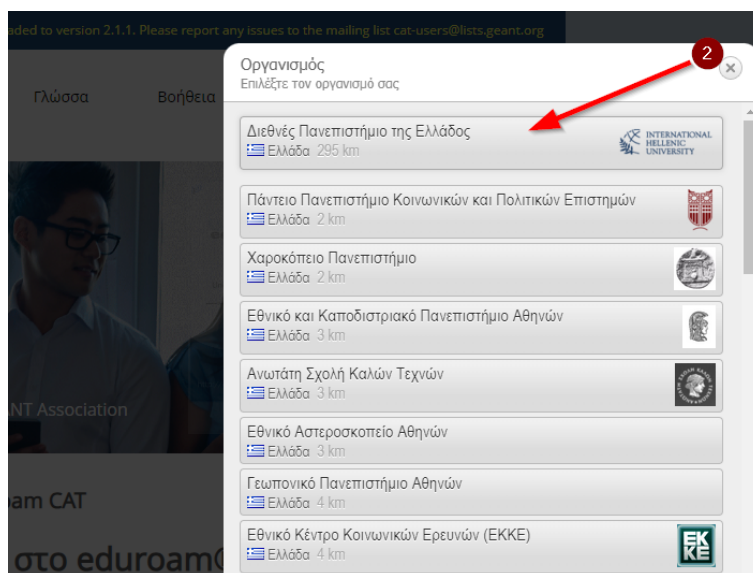 aded to version 2.1.1. Please report any issues to the mailing list cat-users@lists.geant.org
2
Οργανισμός
Επιλέξτε τον οργανισμό σας
Γλώσσα Βοήθεια
Διεθνές Πανεπιστήμιο της Ελλάδος
Ελλάδα 295 km
INTERNATIONAL
HELLENIC
UNIVERSITY
Πάντειο Πανεπιστήμιο Κοινωνικών και Πολιτικών Επιστημών
Ελλάδα 2 km
Χαροκόπειο Πανεπιστήμιο
Ελλάδα 2 km
Εθνικό και Καποδιστριακό Πανεπιστήμιο Αθηνών
Ελλάδα 3 km
Ανωτάτη Σχολή Καλών Τεχνών
Ελλάδα 3 km
ANT Association
Εθνικό Αστεροσκοπείο Αθηνών
Ελλάδα 3 km
Γεωπονικό Πανεπιστήμιο Αθηνών
Ελλάδα 4 km
oam CAT
Εθνικό Κέντρο Κοινωνικών Ερευνών (ΕΚΚΕ)
Ελλάδα 4 km
ΕΚ
ΚΕ
στο eduroam